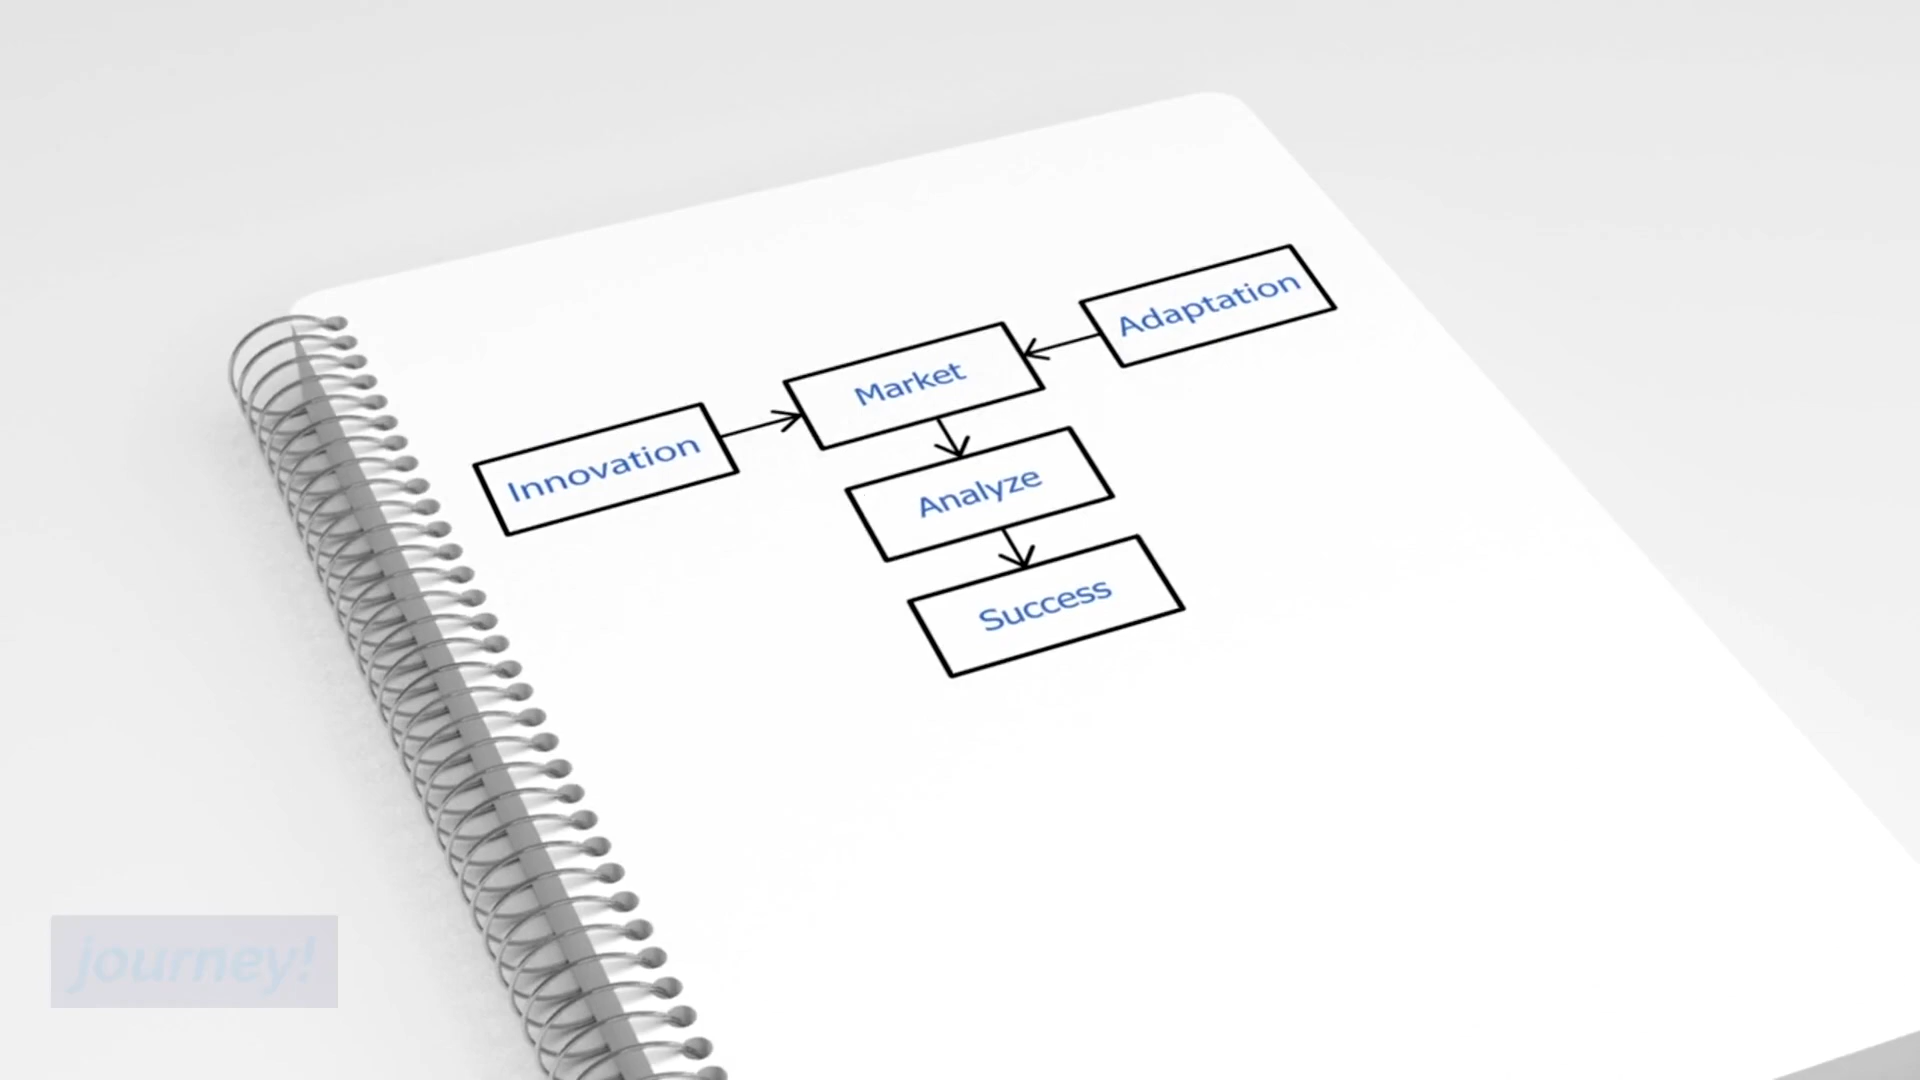 Adaptation
Market
Innovation
Analyze
Success
journey!